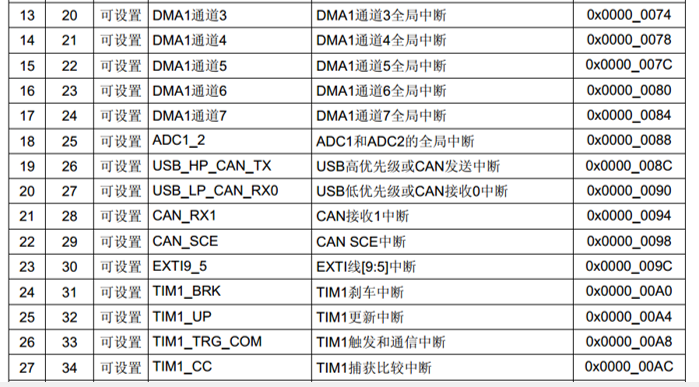 13 20 可设置 DMA1通道3 DMA1通道3全局中断 0x0000_0074
14 21 可设置 DMA1通道4 DMA1通道4全局中断 0x0000_0078
15 22 可设置 DMA1通道5 DMA1通道5全局中断 0x0000_007C
16 23 可设置 DMA1通道6 DMA1通道6全局中断 0x0000_0080
17 24 可设置 DMA1通道7 DMA1通道7全局中断 0x0000_0084
18 25 可设置 ADC1_2 ADC1和ADC2的全局中断 0x0000_0088
19 26 可设置 USB_HP_CAN_TX USB高优先级或CAN发送中断 0x0000_008C
20 27 可设置 USB_LP_CAN_RX0 USB低优先级或CAN接收0中断 0x0000_0090
21 28 可设置 CAN_RX1 CAN接收1中断 0x0000_0094
22 29 可设置 CAN_SCE CAN SCE中断 0x0000_0098
23 30 可设置 EXTI9_5 EXTI线[9:5]中断 0x0000_009C
24 31 可设置 TIM1_BRK TIM1刹车中断 0x0000_00A0
25 32 可设置 TIM1_UP TIM1更新中断 0x0000_00A4
26 33 可设置 TIM1_TRG_COM TIM1触发和通信中断 0x0000_00A8
27 34 可设置 TIM1_CC TIM1捕获比较中断 0x0000_00AC